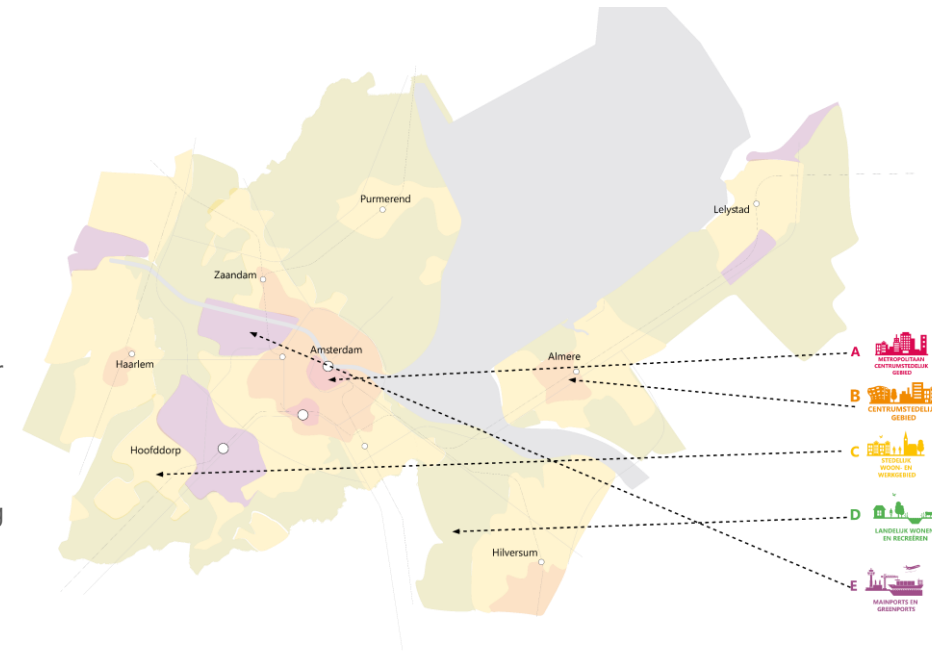 Purmerend
Lelystad
Zaandam
Amsterdam
Haarlem
Almere
Hoofddorp
Hilversum
A
METROPOLITAAN
CENTRUMSTEDELIJK
GEBIED
B
CENTRUMSTEDELIJ
GEBIED
C
STEDELIJK
WOON- EN
WERKGEBIED
D
LANDELIJK WONEN
EN RECREËREN
E
MAINPORTS EN
GREENPORTS
g